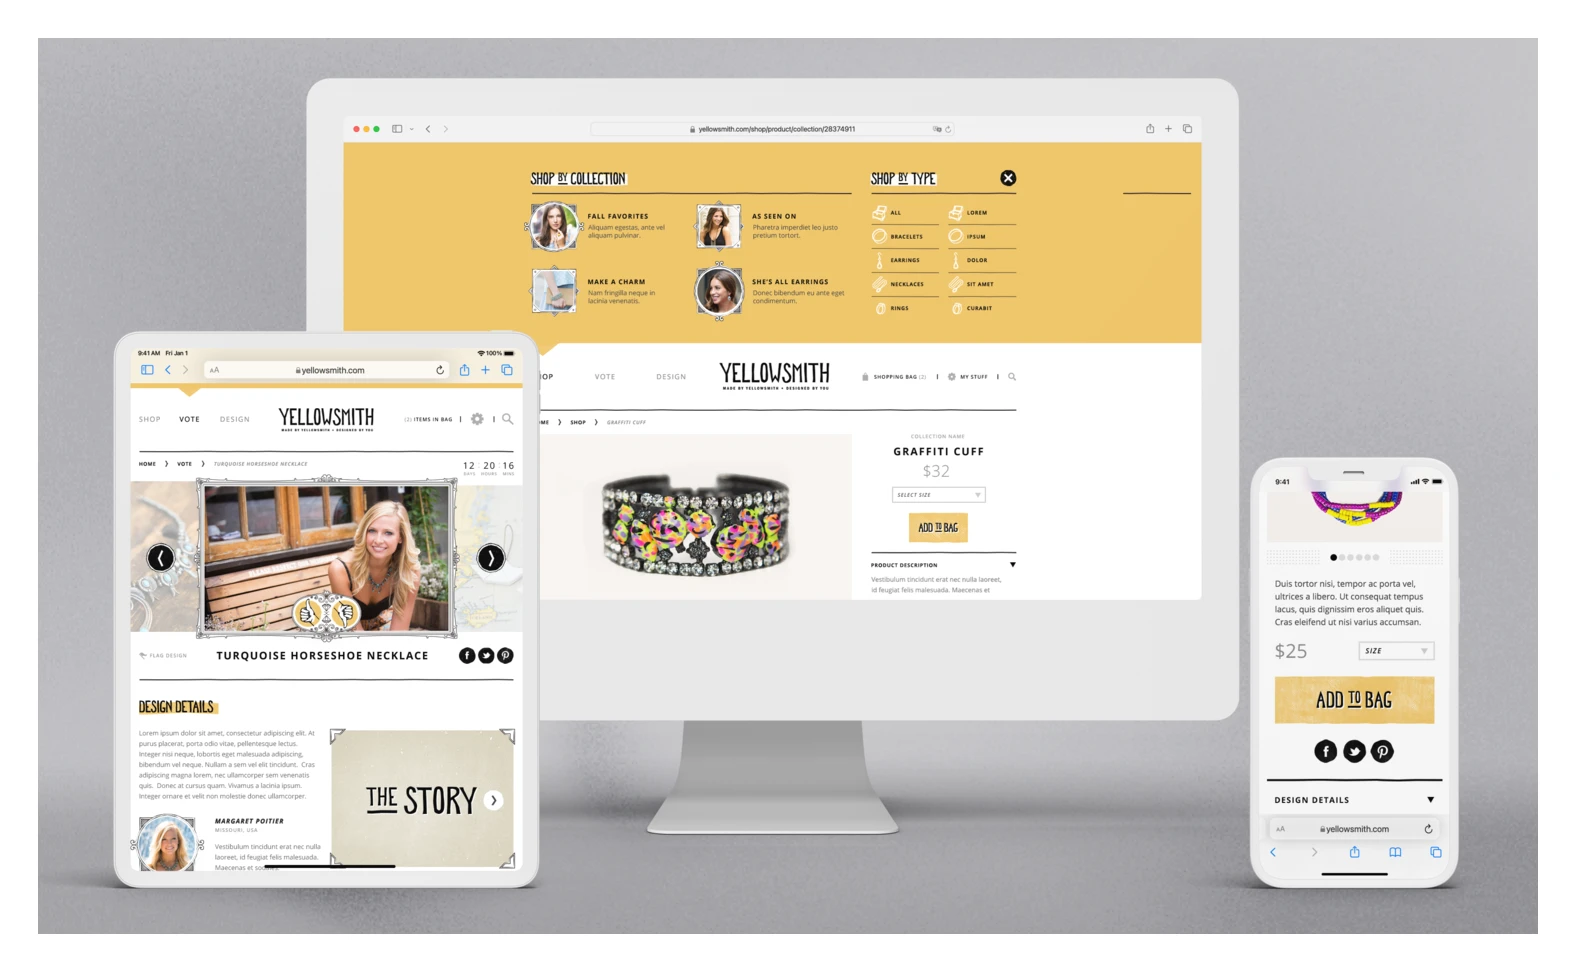 yellowsmith.com/shop/product/collection/28374911
SHOP BY COLLECTION
FALL FAVORITES
Aliquam egestas, ante vel
aliquam pulvinar.
AS SEEN ON
Pharetra imperdiet leo justo
pretium tortort.
MAKE A CHARM
Nam fringilla neque in
lacinia venenatis.
SHE'S ALL EARRINGS
Donec bibendum eu ante eget
condimentum.
SHOP BY TYPE
ALL
LOREM
BRACELETS
IPSUM
EARRINGS
DOLOR
NECKLACES
SIT AMET
RINGS
CURABIT
OP
VOTE
DESIGN
YELLOWSMITH
MADE BY YELLOWSMITH + DESIGNED BY YOU
SHOPPING BAG (2) | MY STUFF |
ME > SHOP > GRAFFITI CUFF
COLLECTION NAME
GRAFFITI CUFF
$32
SELECT SIZE
ADD TO BAG
PRODUCT DESCRIPTION
Vestibulum tincidunt erat nec nulla laoreet,
id feugiat felis malesuada. Maecenas et
9:41 AM Fri Jan 1
100%
AA
yellowsmith.com
SHOP
VOTE
DESIGN
YELLOWSMITH
MADE BY YELLOWSMITH + DESIGNED BY YOU
(2) ITEMS IN BAG | |
HOME > VOTE > TURQUOISE HORSESHOE NECKLACE
12 : 20 : 16
DAYS HOURS MINS
FLAG DESIGN
TURQUOISE HORSESHOE NECKLACE
DESIGN DETAILS
Lorem ipsum dolor sit amet, consectetur adipiscing elit. At
purus placerat, porta odio vitae, pellentesque lectus.
Integer nisi neque, lobortis eget malesuada adipiscing,
bibendum vel neque. Nullam a sem vel elit tincidunt. Cras
adipiscing magna lorem, nec ullamcorper sem venenatis
quis. Donec at cursus quam. Vivamus a lacinia ipsum.
Integer ornare et velit non molestie donec ullamcorper.
THE STORY
MARGARET POITIER
MISSOURI, USA
Vestibulum tincidunt erat nec nulla
laoreet, id feugiat felis malesuada.
Maecenas et sodales.
9:41
Duis tortor nisi, tempor ac porta vel,
ultrices a libero. Ut consequat tempus
lacus, quis dignissim eros aliquet quis.
Cras eleifend ut nisi varius accumsan.
$25
SIZE
ADD TO BAG
DESIGN DETAILS
AA
yellowsmith.com